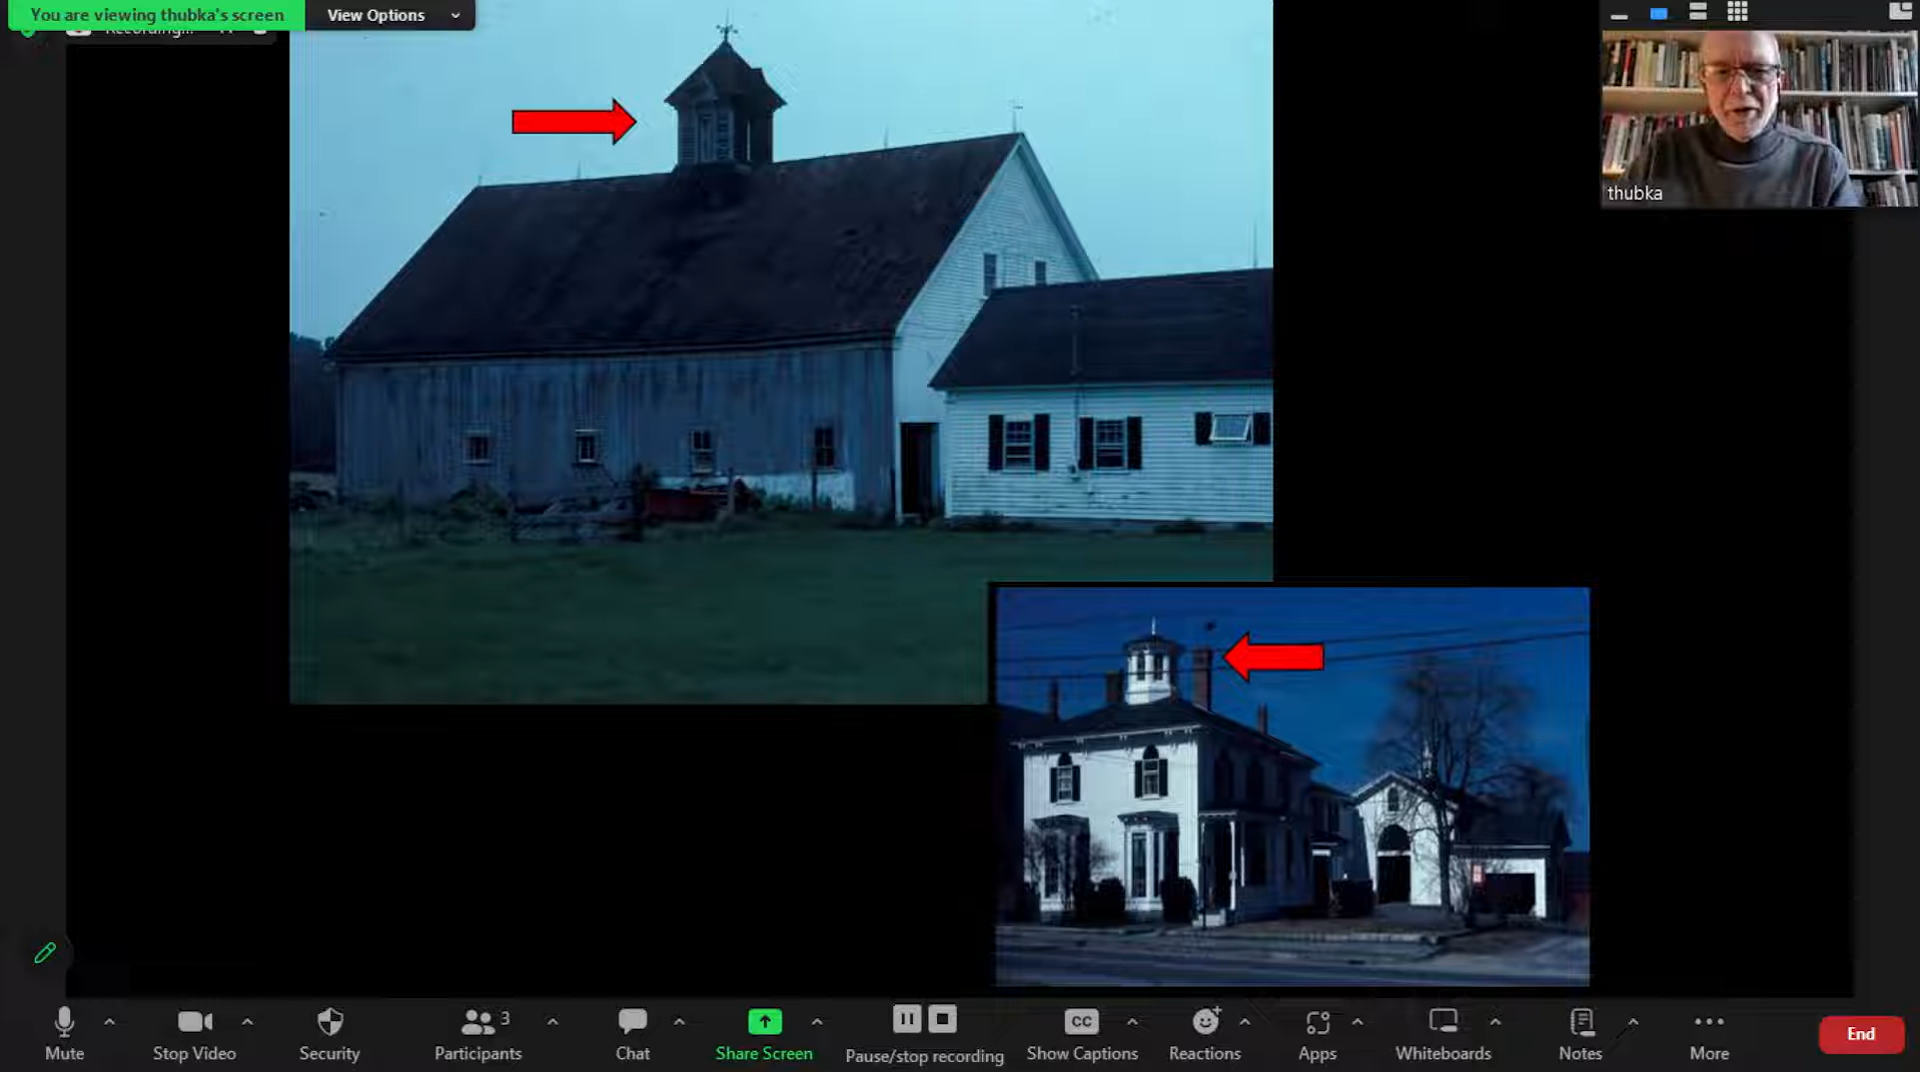 You are viewing thubka's screen
View Options
Recording...
thubka
3
CC
Mute
Stop Video
Security
Participants
Chat
Share Screen
Pause/stop recording
Show Captions
Reactions
Apps
Whiteboards
Notes
More
End